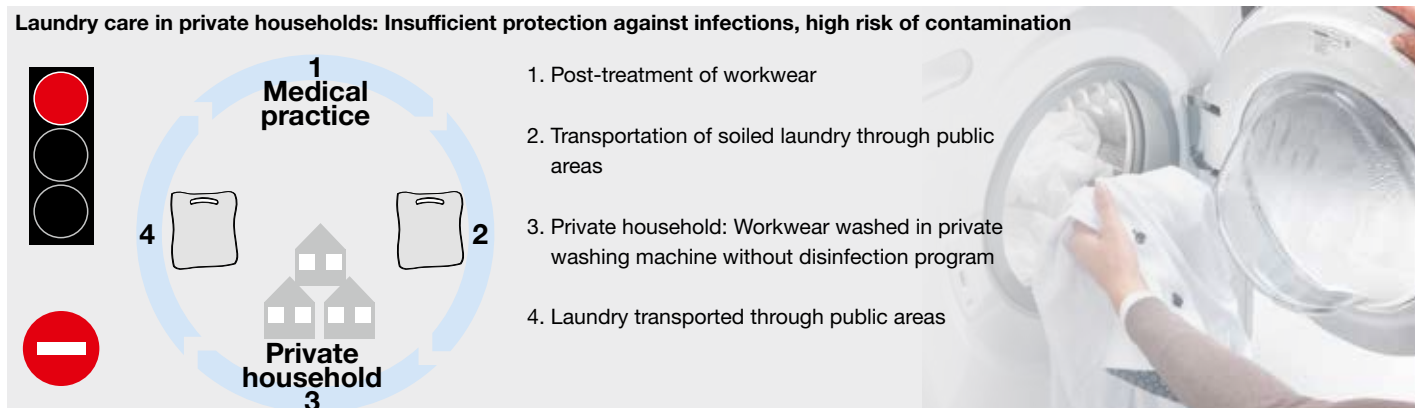 Laundry care in private households: Insufficient protection against infections, high risk of contamination
1
Medical
practice
2
4
Private
household
3
1. Post-treatment of workwear
2. Transportation of soiled laundry through public
areas
3. Private household: Workwear washed in private
washing machine without disinfection program
4. Laundry transported through public areas